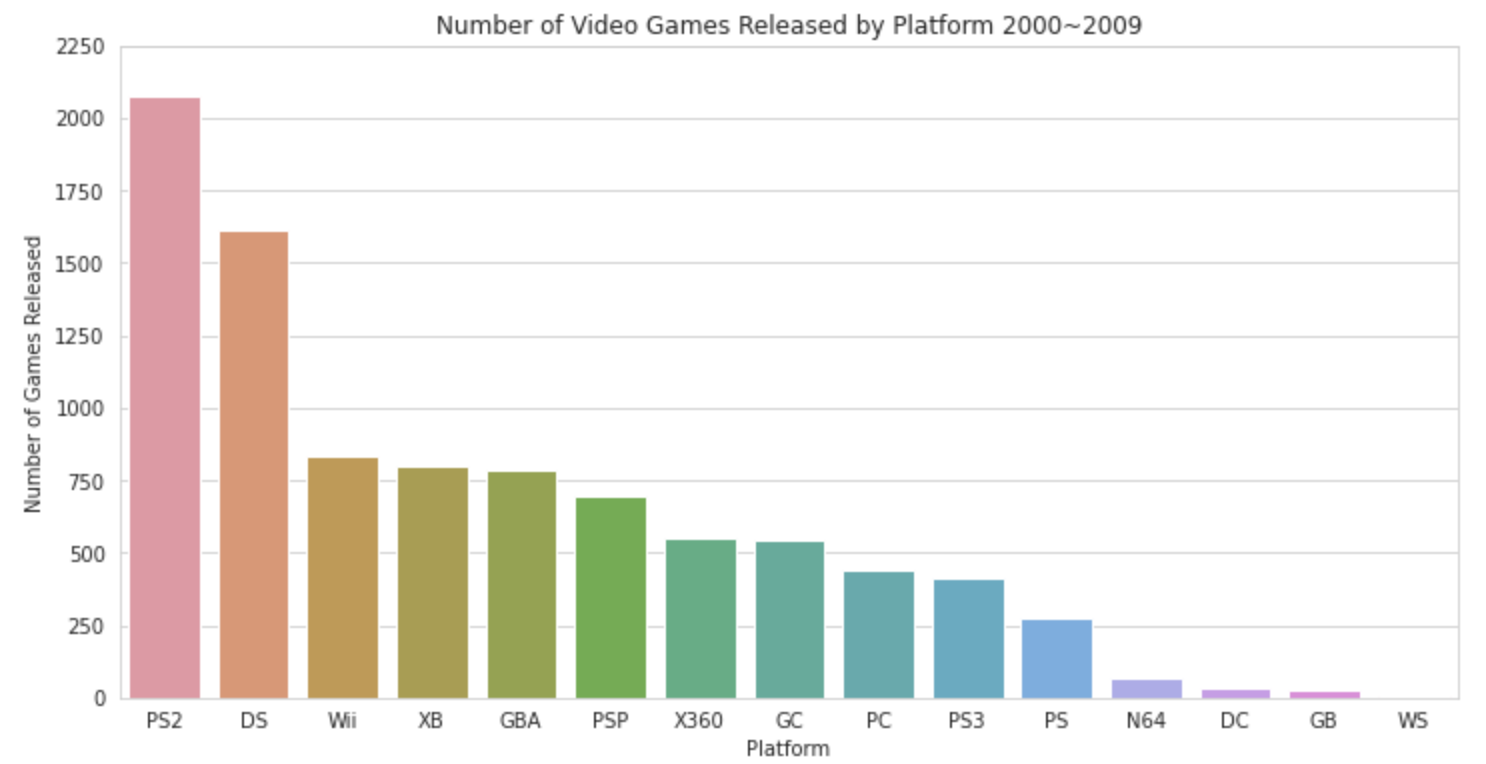 Number of Video Games Released by Platform 2000~2009
2250
2000
1750
1500
1250
1000
750
500
250
0
Number of Games Released
PS2 DS Wii XB GBA PSP X360 GC PC PS3 PS N64 DC GB WS
Platform